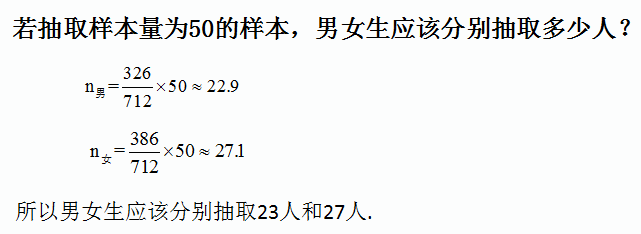 若抽取样本量为50的样本，男女生应该分别抽取多少人？
n男=326/712×50≈22.9
n女=386/712×50≈27.1
所以男女生应该分别抽取23人和27人.